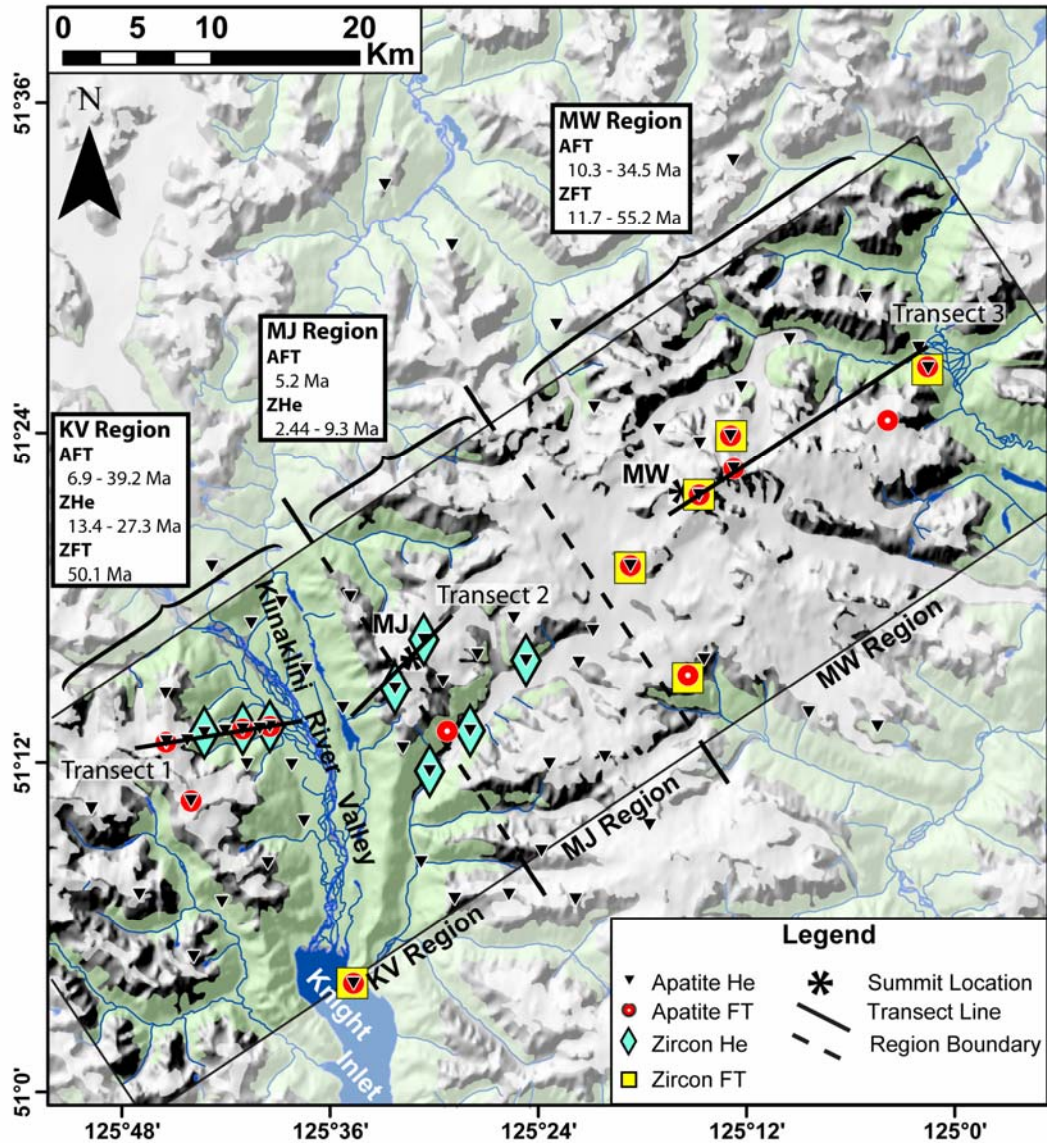 0 5 10 20
Km
N
MW Region
AFT
10.3 - 34.5 Ma
ZFT
11.7 - 55.2 Ma
MJ Region
AFT
5.2 Ma
ZHe
2.44 - 9.3 Ma
KV Region
AFT
6.9 - 39.2 Ma
ZHe
13.4 - 27.3 Ma
ZFT
50.1 Ma
Transect 3
MW
Transect 2
MJ
Klinaklini River Valley
Transect 1
MW Region
MJ Region
KV Region
Knight Inlet
Legend
Apatite He
Apatite FT
Zircon He
Zircon FT
Summit Location
Transect Line
Region Boundary
51°36'
51°24'
51°12'
51°0'
125°48' 125°36' 125°24' 125°12' 125°00'